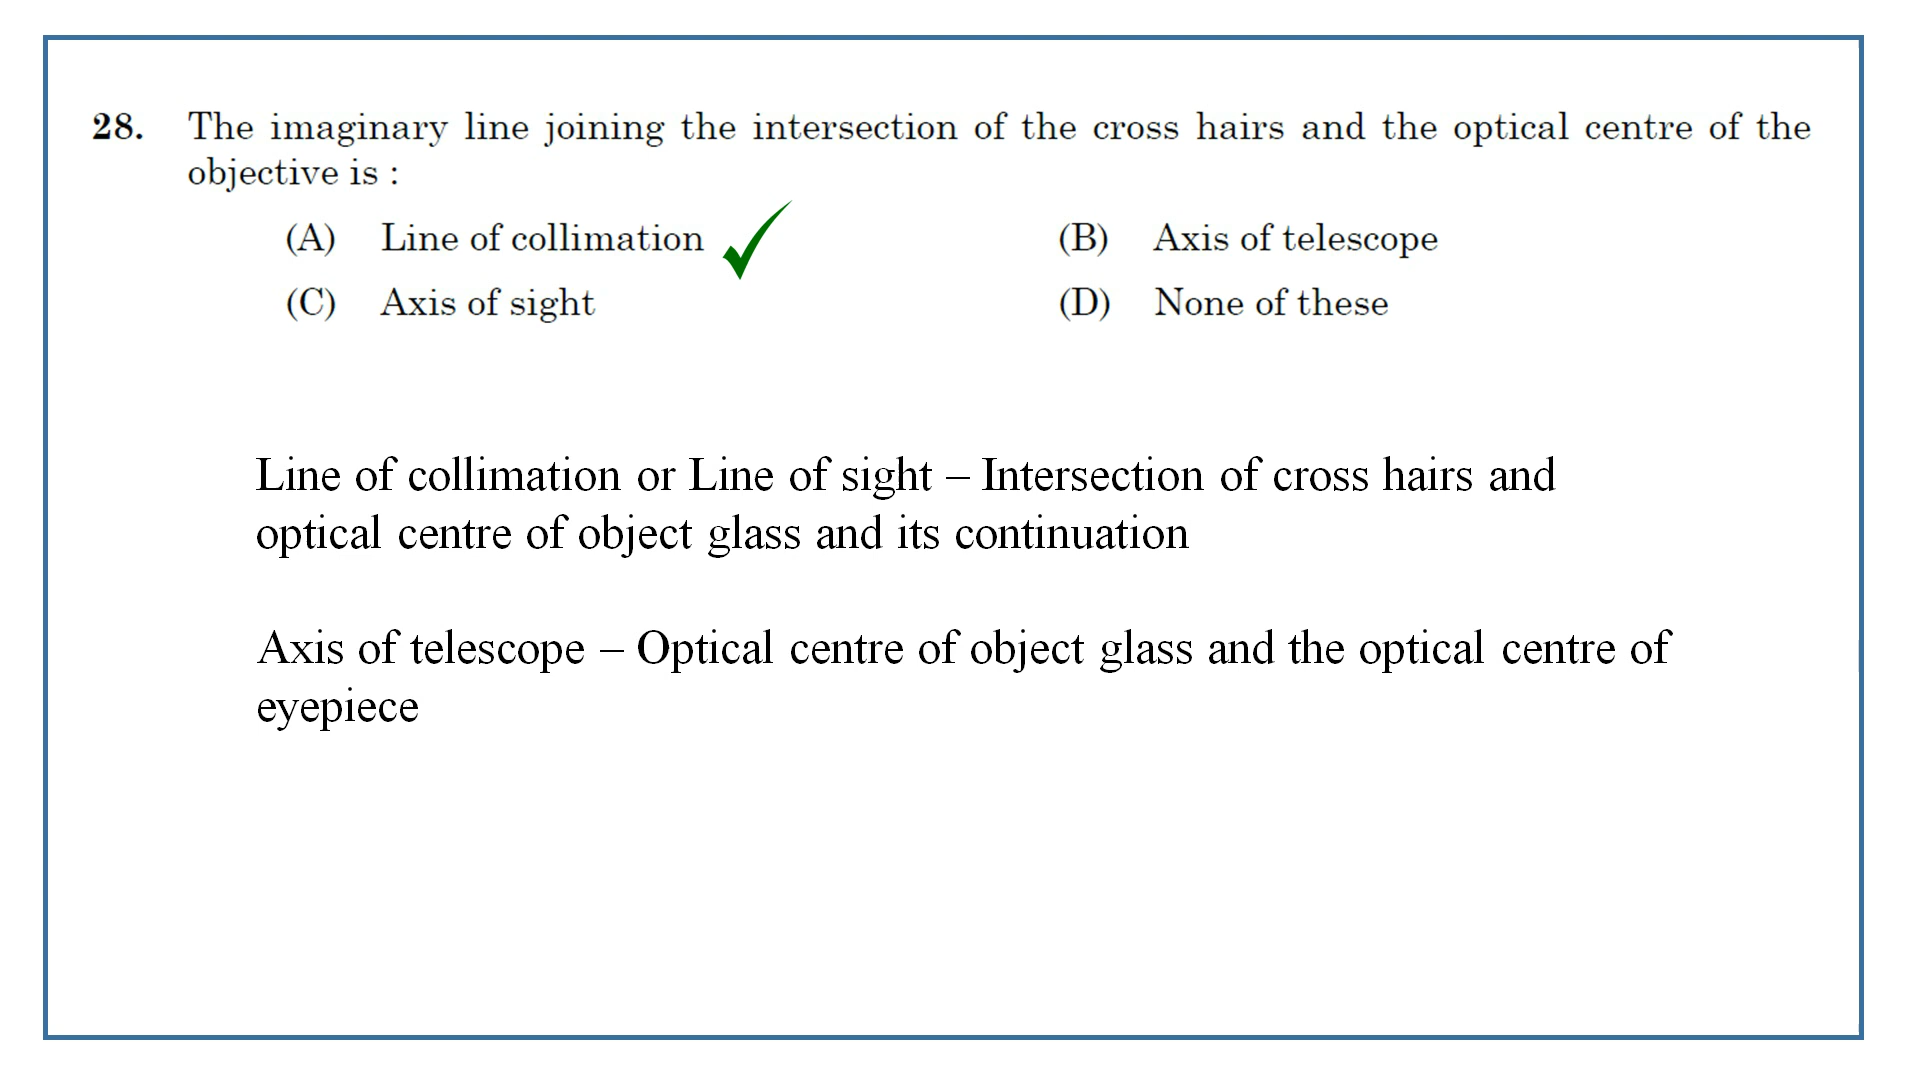 28. The imaginary line joining the intersection of the cross hairs and the optical centre of the
objective is :
(A) Line of collimation (B) Axis of telescope
(C) Axis of sight (D) None of these
Line of collimation or Line of sight – Intersection of cross hairs and
optical centre of object glass and its continuation
Axis of telescope – Optical centre of object glass and the optical centre of
eyepiece